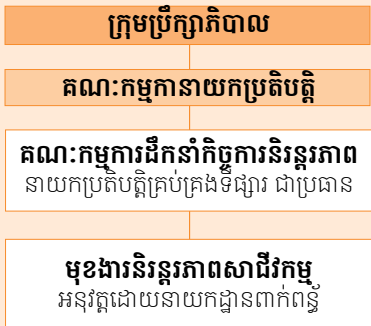 ក្រុមប្រឹក្សាភិបាល
គណៈកម្មកានាយកប្រតិបត្តិ
គណៈកម្មការដឹកនាំកិច្ចការនិរន្តរភាព
នាយកប្រតិបត្តិគ្រប់គ្រងទីផ្សារ ជាប្រធាន
មុខងារនិរន្តរភាពសាជីវកម្ម
អនុវត្តដោយនាយកដ្ឋានពាក់ពន្ធ័